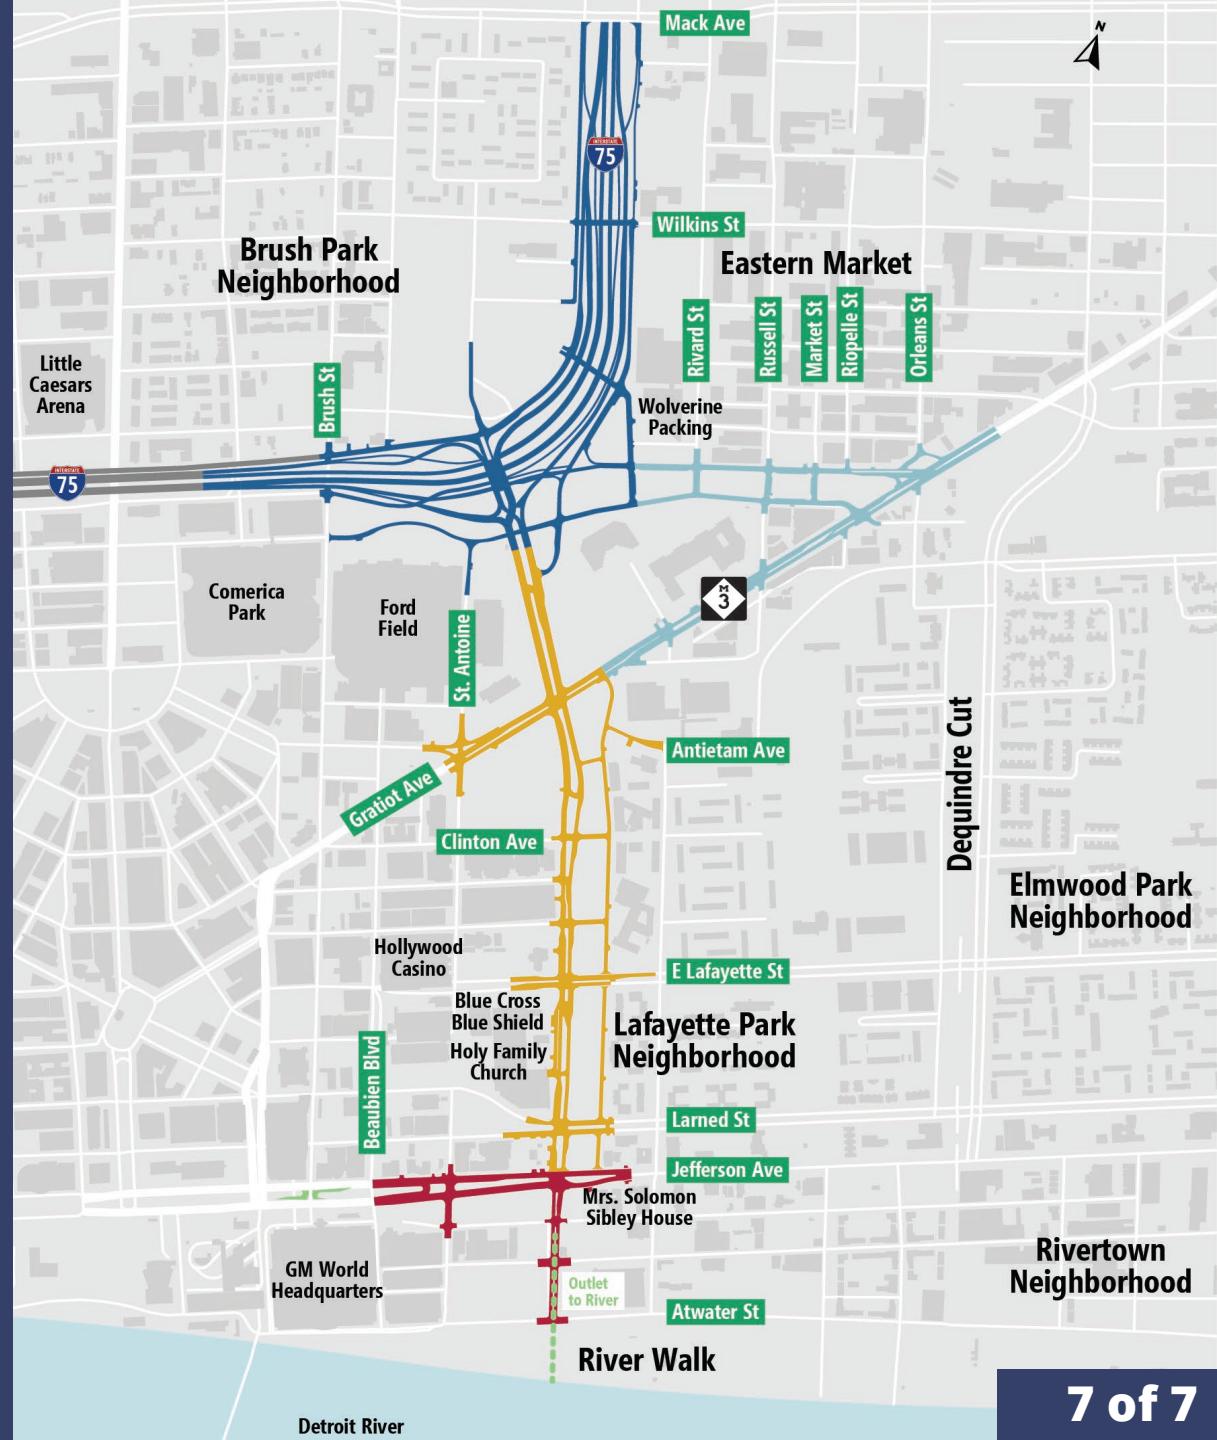 Mack Ave
N
INTERSTATE
75
Wilkins St
Brush Park
Neighborhood
Eastern Market
Rivard St
Russell St
Market St
Riopelle St
Orleans St
Little
Caesars
Arena
Brush St
Wolverine
Packing
INTERSTATE
75
Comerica
Park
Ford
Field
M
3
St. Antoine
Antietam Ave
Gratiot Ave
Dequindre Cut
Clinton Ave
Elmwood Park
Neighborhood
Hollywood
Casino
E Lafayette St
Blue Cross
Blue Shield
Lafayette Park
Neighborhood
Holy Family
Church
Beaubien Blvd
Larned St
Jefferson Ave
Mrs. Solomon
Sibley House
GM World
Headquarters
Rivertown
Neighborhood
Outlet
to River
Atwater St
River Walk
7 of 7
Detroit River